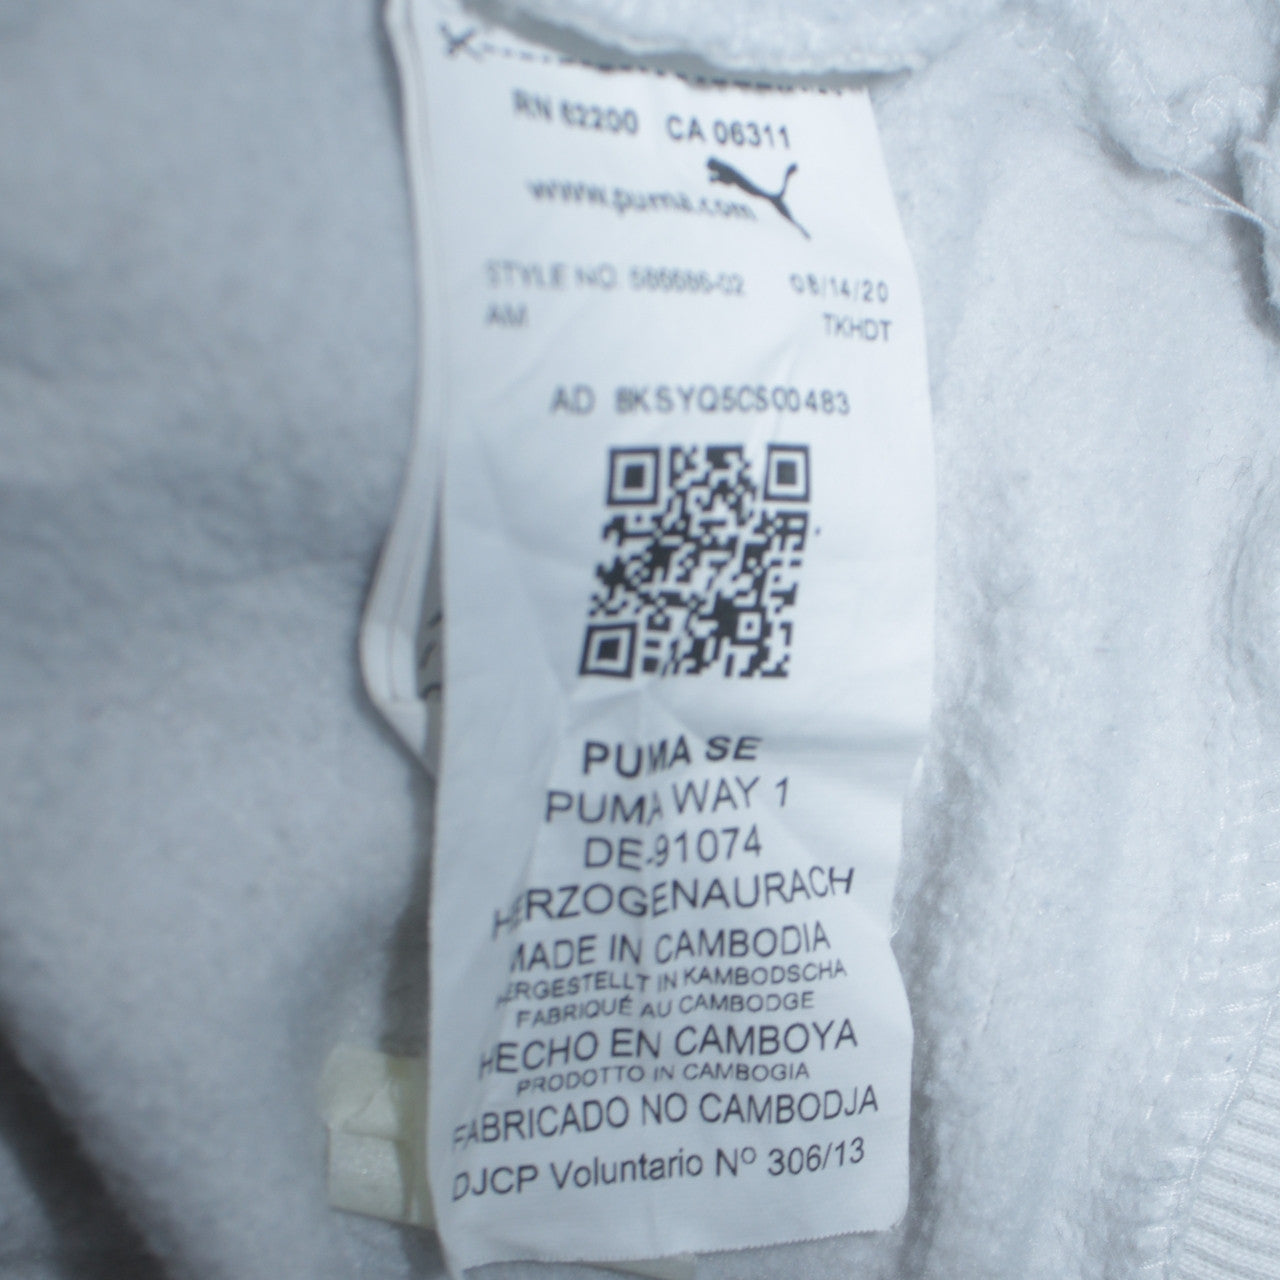 RN 62200 CA 06311
www.puma.com
STYLE NO. 586686-02 08/14/20
AM TKHDT
AD 8KSYQ5CS00483
PUMA SE
PUMA WAY 1
DE-91074
HERZOGENAURACH
MADE IN CAMBODIA
HERGESTELLT IN KAMBODSCHA
FABRIQUÉ AU CAMBODGE
HECHO EN CAMBOYA
PRODOTTO IN CAMBOGIA
FABRICADO NO CAMBODJA
DJCP Voluntario Nº 306/13